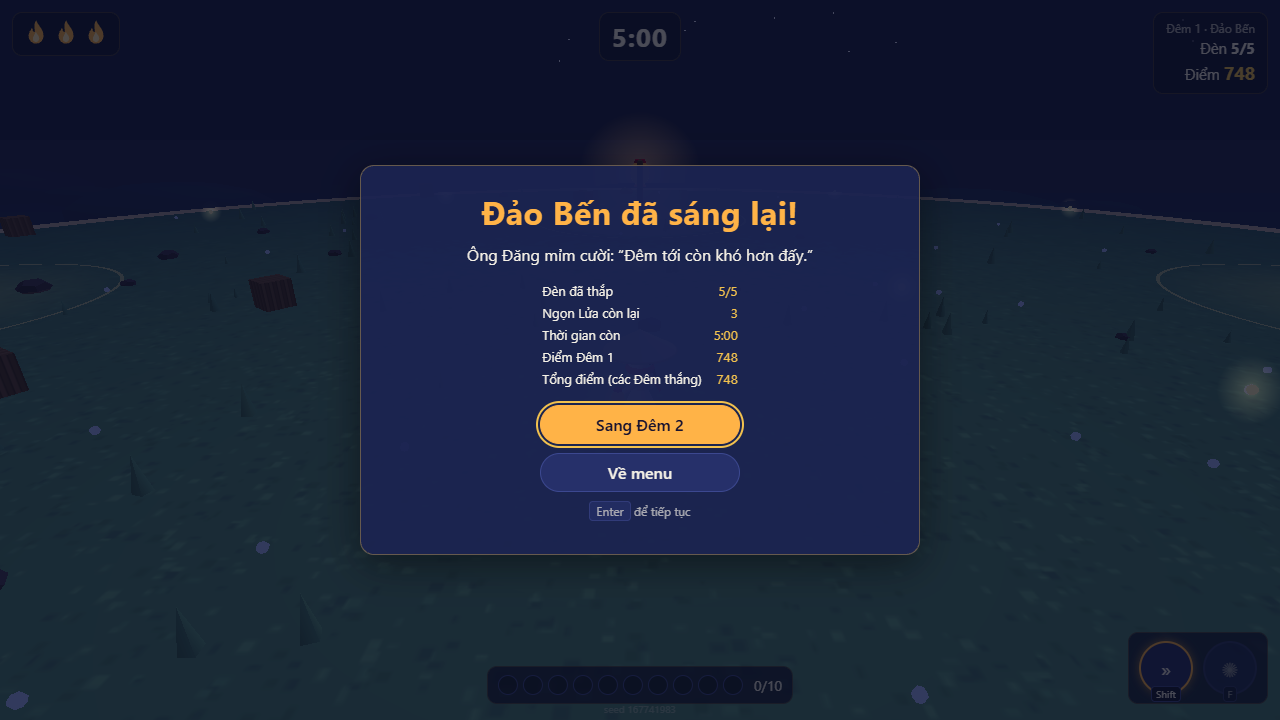 5:00
Đêm 1 · Đảo Bến
Đèn 5/5
Điểm 748
Đảo Bến đã sáng lại!
Ông Đăng mỉm cười: “Đêm tới còn khó hơn đấy.”
Đèn đã thắp 5/5
Ngọn Lửa còn lại 3
Thời gian còn 5:00
Điểm Đêm 1 748
Tổng điểm (các Đêm thắng) 748
Sang Đêm 2
Về menu
Enter để tiếp tục
0/10
»
Shift
F